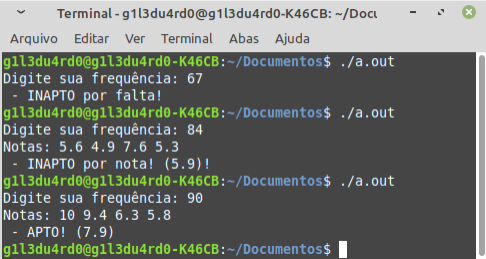 Terminal - g1l3du4rd0@g1l3du4rd0-K46CB: ~/Docu
Arquivo Editar Ver Terminal Abas Ajuda
g1l3du4rd0@g1l3du4rd0-K46CB:~/Documentos$ ./a.out
Digite sua frequência: 67
 - INAPTO por falta!
g1l3du4rd0@g1l3du4rd0-K46CB:~/Documentos$ ./a.out
Digite sua frequência: 84
Notas: 5.6 4.9 7.6 5.3
 - INAPTO por nota! (5.9)!
g1l3du4rd0@g1l3du4rd0-K46CB:~/Documentos$ ./a.out
Digite sua frequência: 90
Notas: 10 9.4 6.3 5.8
 - APTO! (7.9)
g1l3du4rd0@g1l3du4rd0-K46CB:~/Documentos$